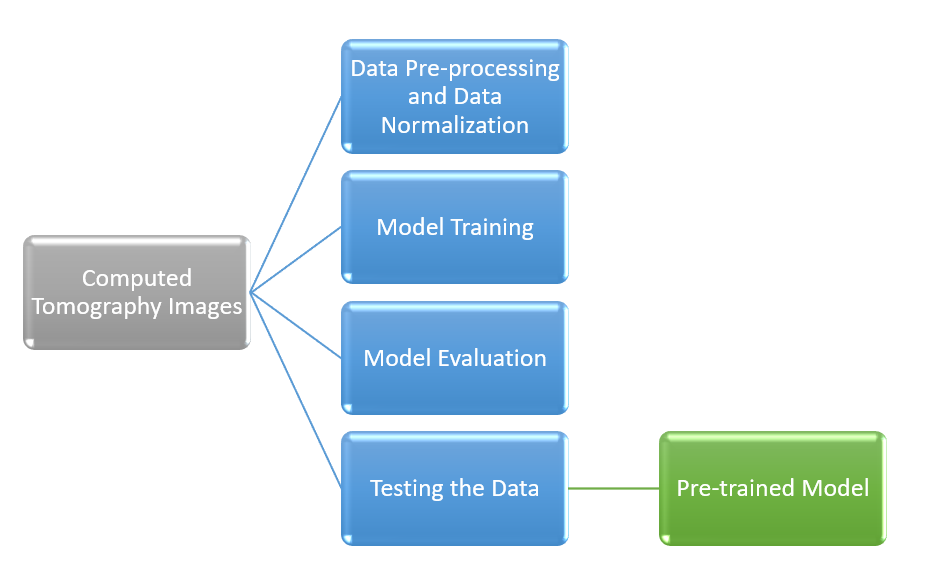 Data Pre-processing
and Data
Normalization
Model Training
Computed
Tomography Images
Model Evaluation
Testing the Data
Pre-trained Model